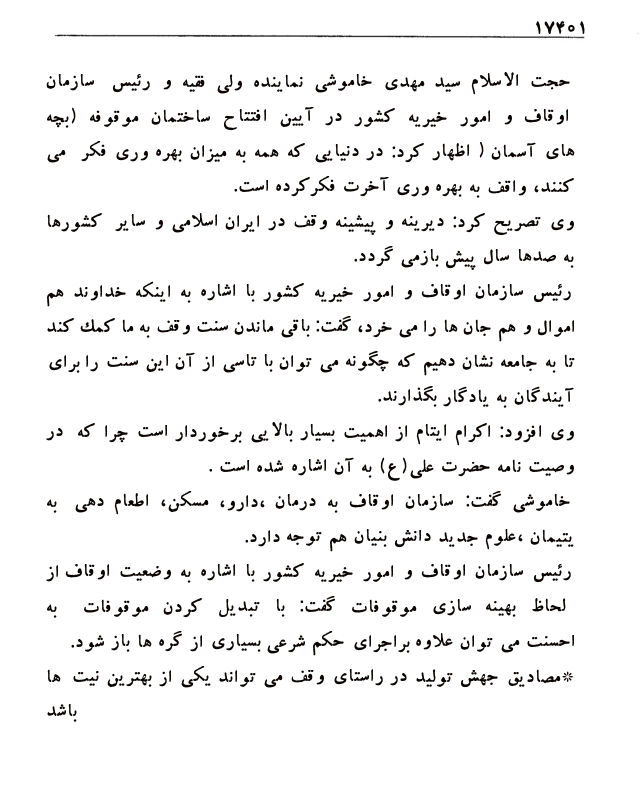 ۱۷۴۰۱
حجت الاسلام سید مهدی خاموشی نماینده ولی فقیه و رئیس سازمان
اوقاف و امور خیریه کشور در آیین افتتاح ساختمان موقوفه (بچه
های آسمان ( اظهار کرد: در دنیایی که همه به میزان بهره وری فکر می
کنند، واقف به بهره وری آخرت فکرکرده است.
وی تصریح کرد: دیرینه و پیشینه وقف در ایران اسلامی و سایر کشورها
به صدها سال پیش بازمی گردد.
رئیس سازمان اوقاف و امور خیریه کشور با اشاره به اینکه خداوند هم
اموال و هم جان ها را می خرد، گفت: باقی ماندن سنت وقف به ما کمك کند
تا به جامعه نشان دهیم که چگونه می توان با تاسی از آن این سنت را برای
آیندگان به یادگار بگذارند.
وی افزود: اکرام ایتام از اهمیت بسیار بالایی برخوردار است چرا که در
وصیت نامه حضرت علی(ع) به آن اشاره شده است .
خاموشی گفت: سازمان اوقاف به درمان ،دارو، مسکن، اطعام دهی به
یتیمان ،علوم جدید دانش بنیان هم توجه دارد.
رئیس سازمان اوقاف و امور خیریه کشور با اشاره به وضعیت اوقاف از
لحاظ بهینه سازی موقوفات گفت: با تبدیل کردن موقوفات به
احسنت می توان علاوه براجرای حکم شرعی بسیاری از گره ها باز شود.
*مصادیق جهش تولید در راستای وقف می تواند یکی از بهترین نیت ها
باشد